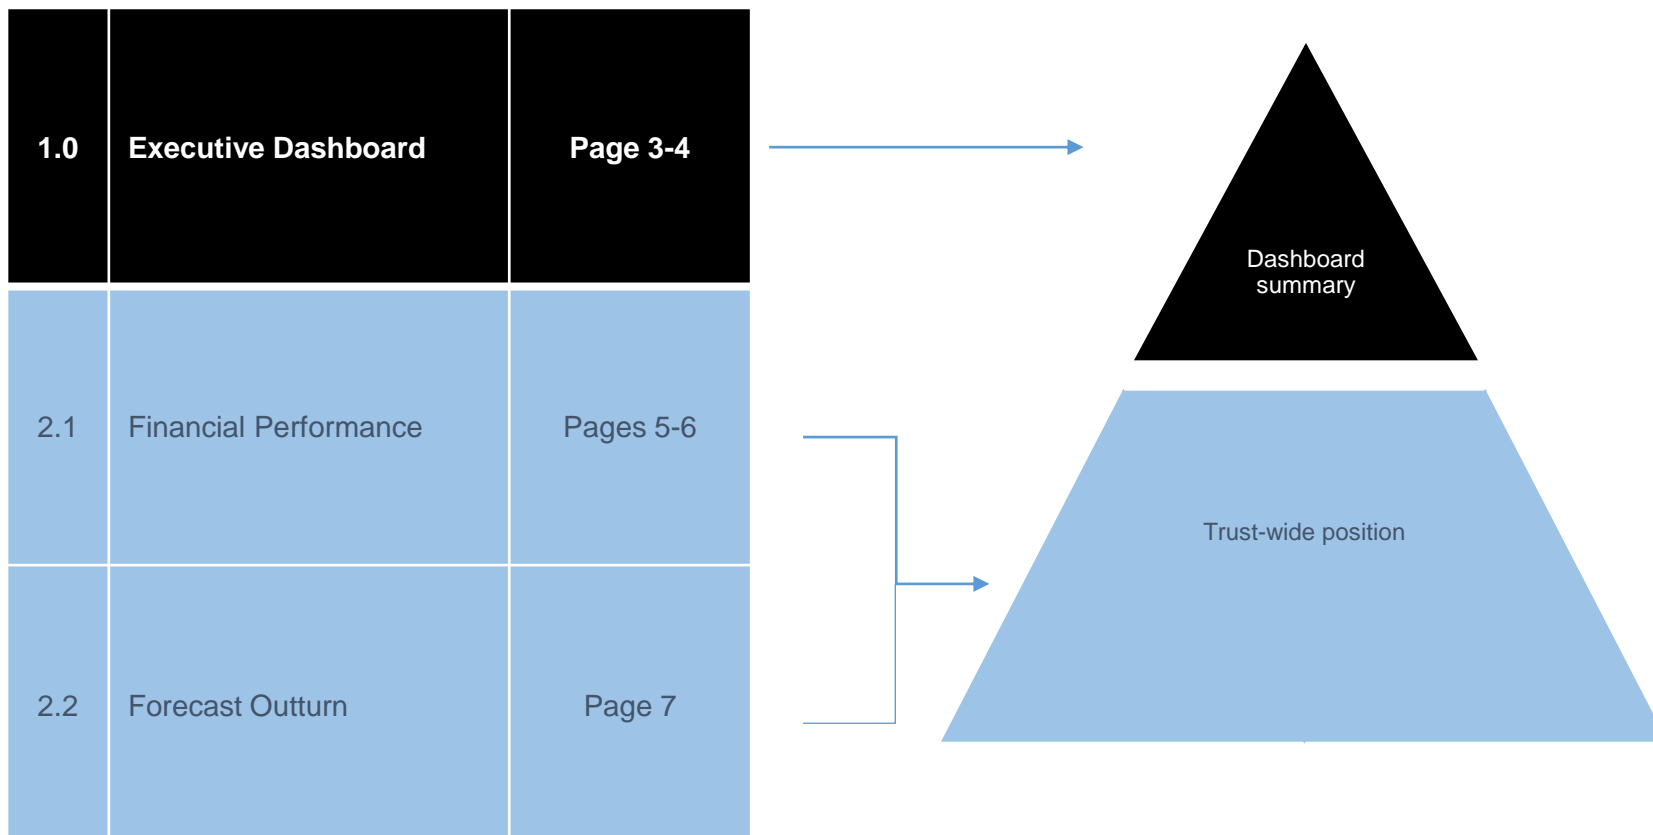 1.0 Executive Dashboard Page 3-4
Dashboard
summary
2.1 Financial Performance Pages 5-6
Trust-wide position
2.2 Forecast Outturn Page 7